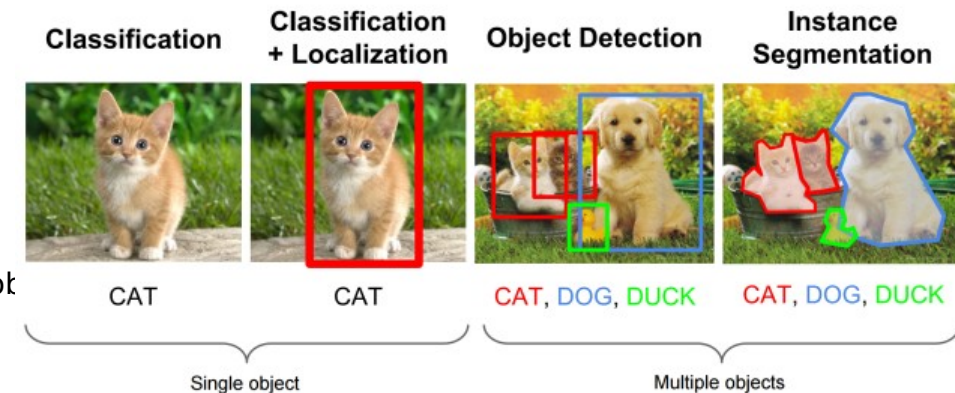 Classification
Classification
+ Localization
Object Detection
Instance
Segmentation
CAT
CAT
CAT, DOG, DUCK
CAT, DOG, DUCK
Single object
Multiple objects